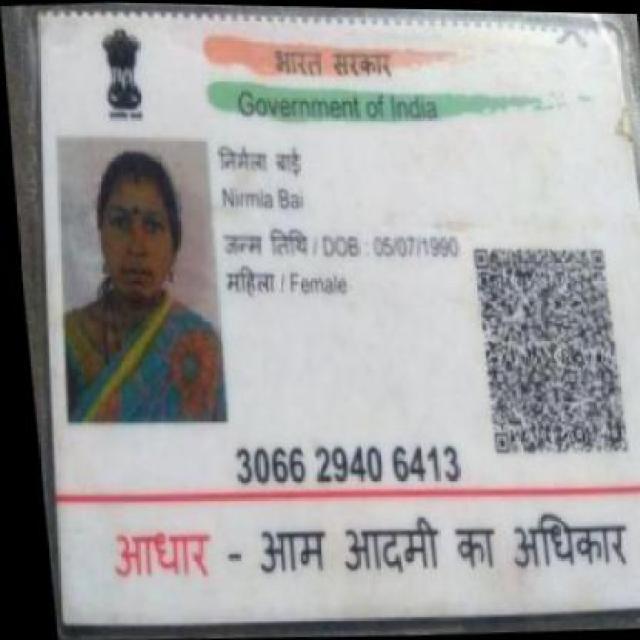 भारत सरकार
Government of India
निर्मला बाई
Nirmla Bai
जन्म तिथि / DOB : 05/07/1990
महिला / Female
3066 2940 6413
आधार - आम आदमी का अधिकार